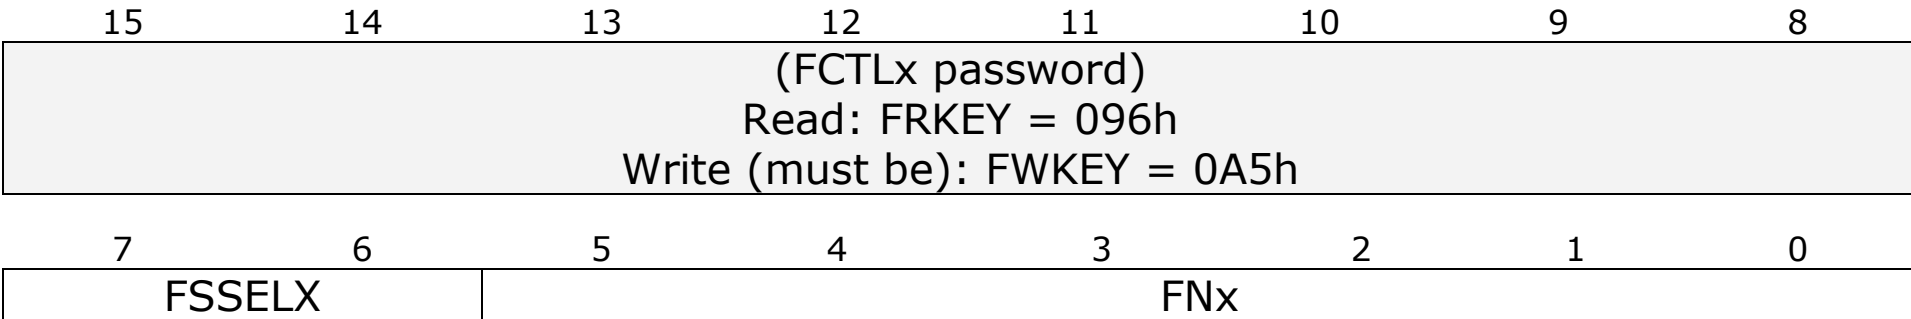 15 14 13 12 11 10 9 8
(FCTLx password)
Read: FRKEY = 096h
Write (must be): FWKEY = 0A5h
7 6 5 4 3 2 1 0
FSSELX FNx